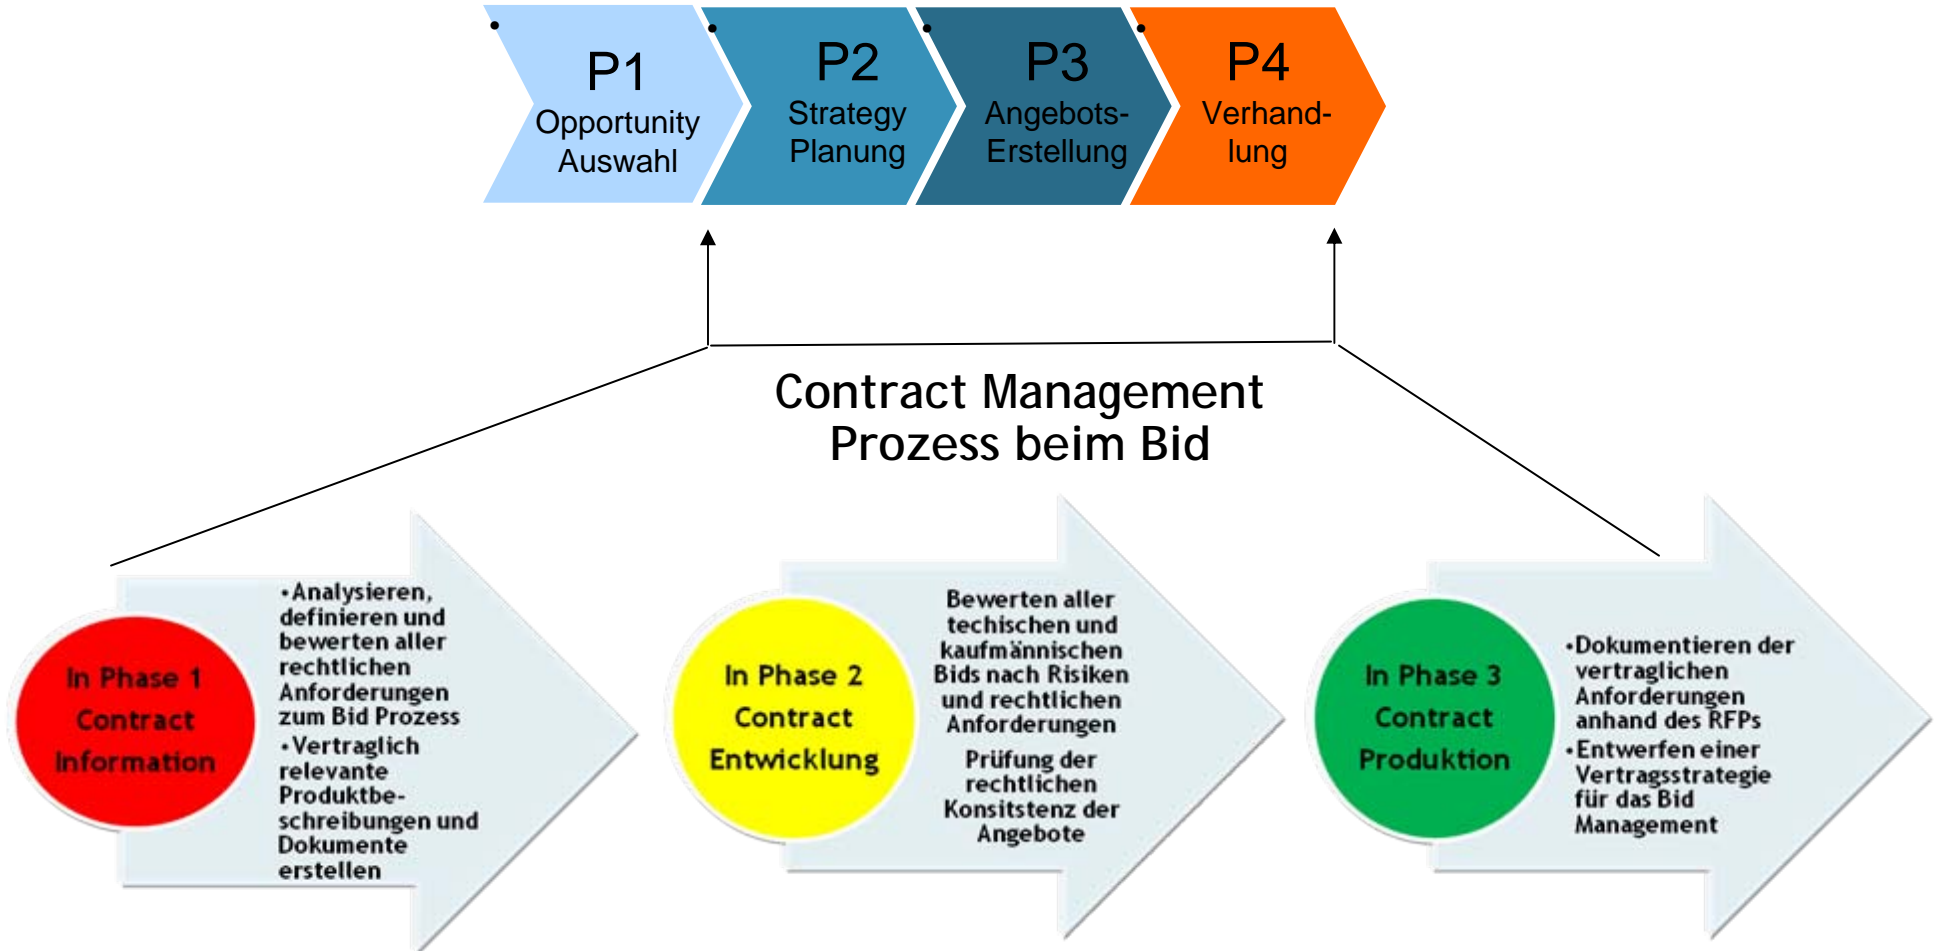 P1
Opportunity
Auswahl
P2
Strategy
Planung
P3
Angebots-
Erstellung
P4
Verhand-
lung
Contract Management
Prozess beim Bid
In Phase 1
Contract
Information
•Analysieren,
definieren und
bewerten aller
rechtlichen
Anforderungen
zum Bid Prozess
•Vertraglich
relevante
Produktbe-
schreibungen und
Dokumente
erstellen
In Phase 2
Contract
Entwicklung
Bewerten aller
techischen und
kaufmännischen
Bids nach Risiken
und rechtlichen
Anforderungen
Prüfung der
rechtlichen
Konsitstenz der
Angebote
In Phase 3
Contract
Produktion
•Dokumentieren der
vertraglichen
Anforderungen
anhand des RFPs
•Entwerfen einer
Vertragsstrategie
für das Bid
Management